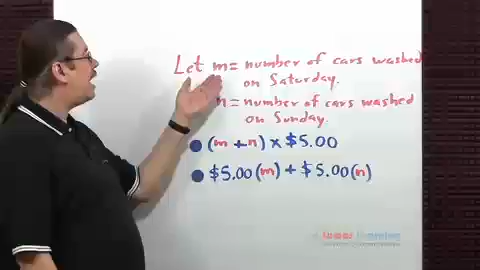 Let m = number of cars washed
on Saturday.
n = number of cars washed
on Sunday.
(m + n) x $5.00
$5.00(m) + $5.00(n)